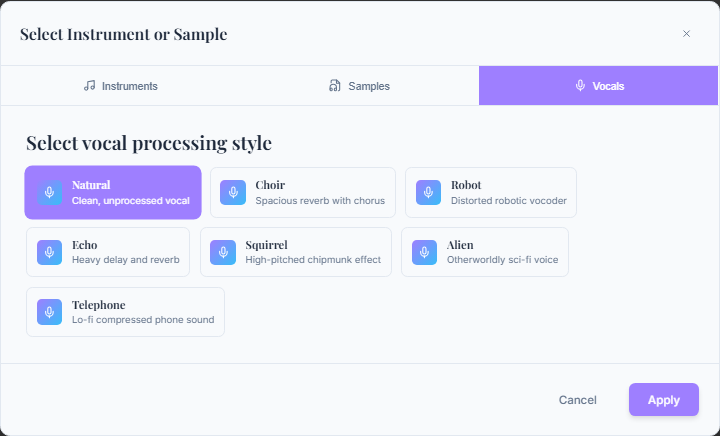 Select Instrument or Sample
Instruments
Samples
Vocals
Select vocal processing style
Natural
Clean, unprocessed vocal
Choir
Spacious reverb with chorus
Robot
Distorted robotic vocoder
Echo
Heavy delay and reverb
Squirrel
High-pitched chipmunk effect
Alien
Otherworldly sci-fi voice
Telephone
Lo-fi compressed phone sound
Cancel
Apply